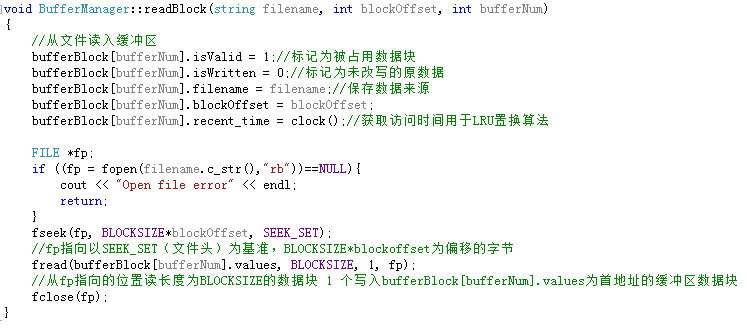 void BufferManager::readBlock(string filename, int blockOffset, int bufferNum)
{
//从文件读入缓冲区
bufferBlock[bufferNum].isValid = 1;//标记为被占用数据块
bufferBlock[bufferNum].isWritten = 0;//标记为未改写的原数据
bufferBlock[bufferNum].filename = filename;//保存数据来源
bufferBlock[bufferNum].blockOffset = blockOffset;
bufferBlock[bufferNum].recent_time = clock();//获取访问时间用于LRU置换算法
FILE *fp;
if ((fp = fopen(filename.c_str(),"rb"))==NULL){
cout << "Open file error" << endl;
return;
}
fseek(fp, BLOCKSIZE*blockOffset, SEEK_SET);
//fp指向以SEEK_SET（文件头）为基准，BLOCKSIZE*blockoffset为偏移的字节
fread(bufferBlock[bufferNum].values, BLOCKSIZE, 1, fp);
//从fp指向的位置读长度为BLOCKSIZE的数据块 1 个写入bufferBlock[bufferNum].values为首地址的缓冲区数据块
fclose(fp);
}